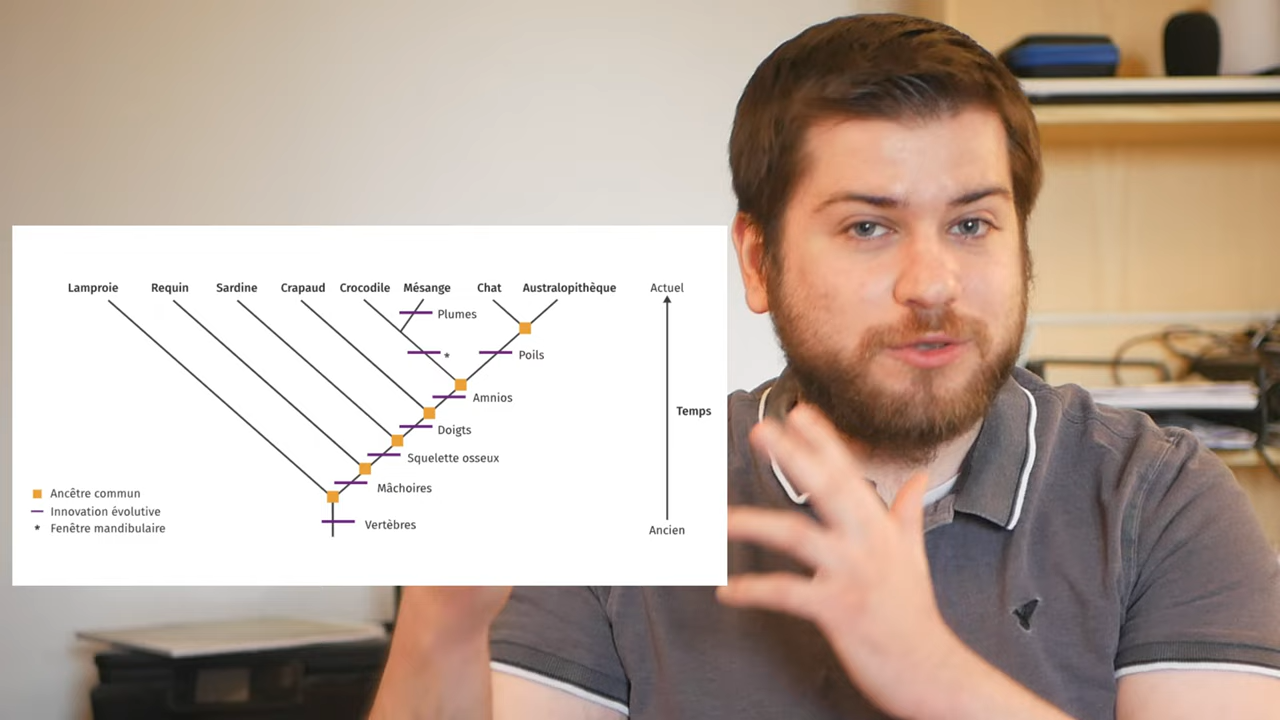 Lamproie Requin Sardine Crapaud Crocodile Mésange Chat Australopithèque Actuel
Plumes
* Poils
Amnios
Temps
Doigts
Squelette osseux
Mâchoires
Ancêtre commun
Innovation évolutive
Vertèbres
* Fenêtre mandibulaire
Ancien